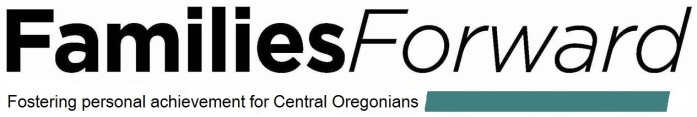 FamiliesForward
Fostering personal achievement for Central Oregonians